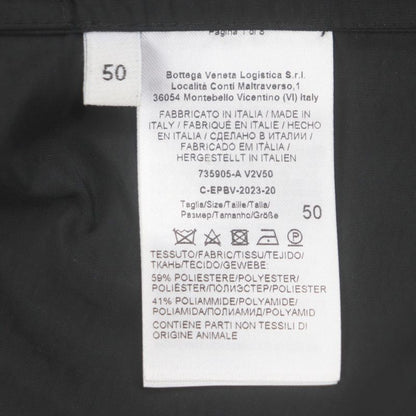 Pagina 1 of 8
50
Bottega Veneta Logistica S.r.l.
Località Conti Maltraverso,1
36054 Montebello Vicentino (VI) Italy
FABBRICATO IN ITALIA / MADE IN
ITALY / FABRIQUÉ EN ITALIE / HECHO
EN ITALIA / СДЕЛАНО В ИТАЛИИ /
FABRICADO EM ITÀLIA /
HERGESTELLT IN ITALIEN
735905-A V2V50
C-EPBV-2023-20
Taglia/Size/Taille/Talla/
Размер/Tamanho/Größe 50
TESSUTO/FABRIC/TISSU/TEJIDO/
ТКАНЬ/TECIDO/GEWEBE:
59% POLIESTERE/POLYESTER/
POLIÉSTER/ПОЛИЭСТЕР/POLYESTER
41% POLIAMMIDE/POLYAMIDE/
POLIAMIDA/ПОЛИАМИД/POLYAMID
CONTIENE PARTI NON TESSILI DI
ORIGINE ANIMALE